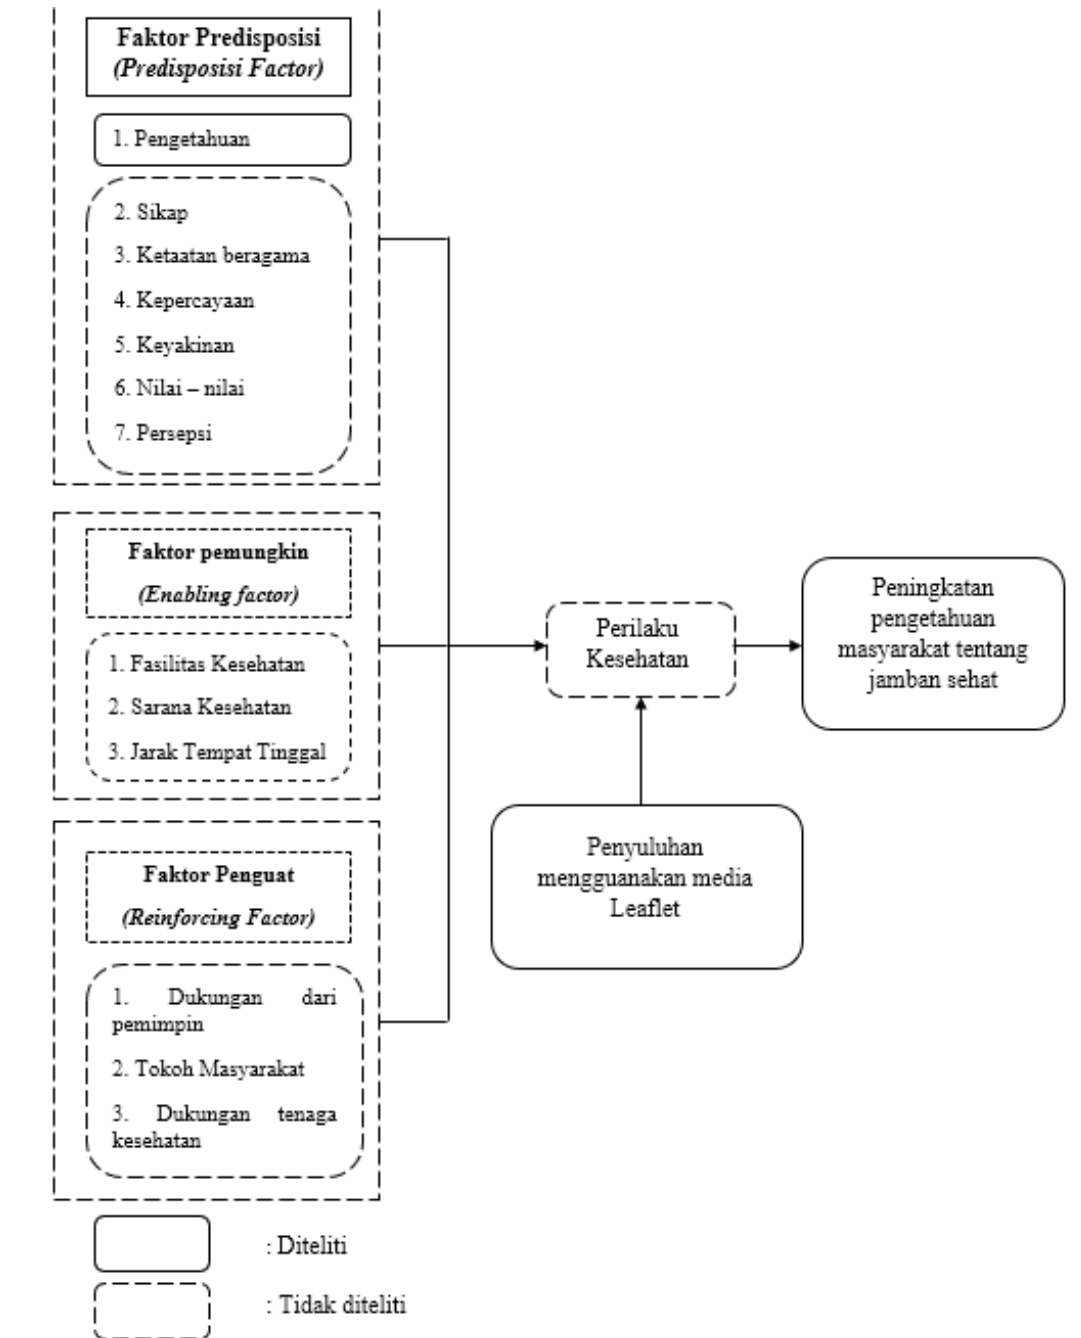 Faktor Predisposisi
(Predisposisi Factor)
1. Pengetahuan
2. Sikap
3. Ketaatan beragama
4. Kepercayaan
5. Keyakinan
6. Nilai – nilai
7. Persepsi
Faktor pemungkin
(Enabling factor)
1. Fasilitas Kesehatan
2. Sarana Kesehatan
3. Jarak Tempat Tinggal
Faktor Penguat
(Reinforcing Factor)
1. Dukungan dari
pemimpin
2. Tokoh Masyarakat
3. Dukungan tenaga
kesehatan
Perilaku
Kesehatan
Penyuluhan
mengguanakan media
Leaflet
Peningkatan
pengetahuan
masyarakat tentang
jamban sehat
: Diteliti
: Tidak diteliti